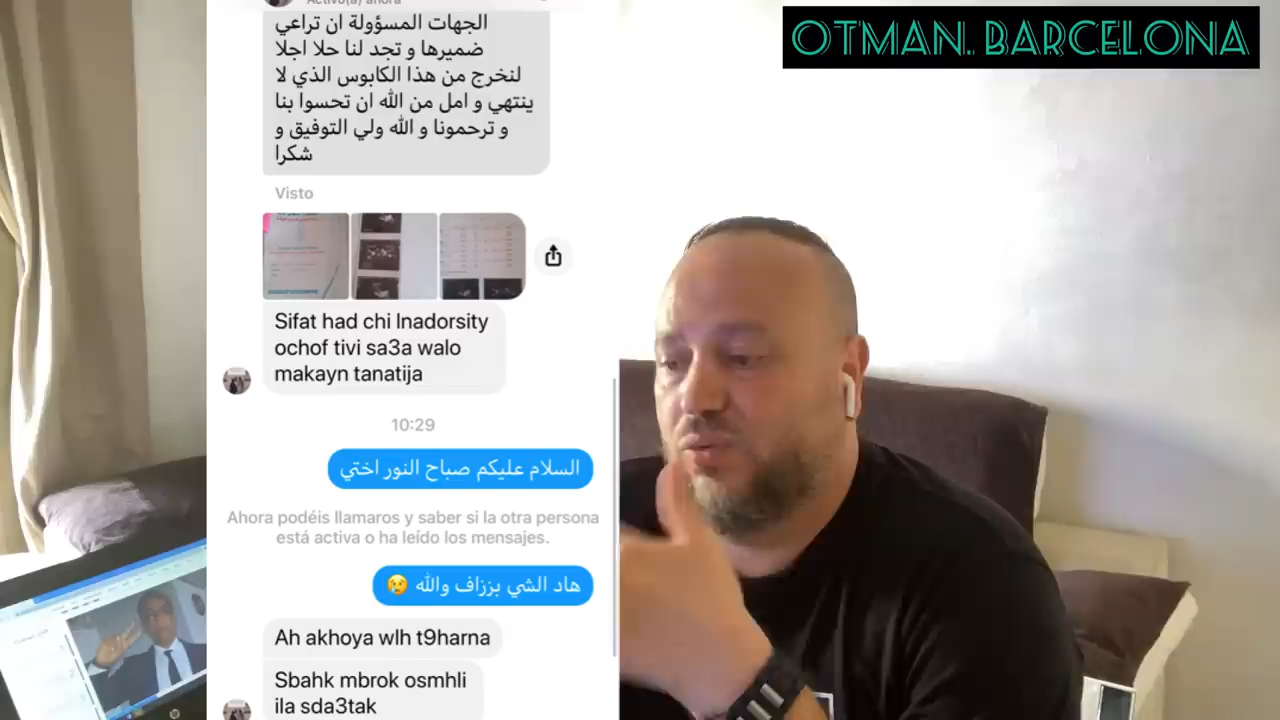 Activo(a) ahora
OTMAN. BARCELONA
الجهات المسؤولة ان تراعي
ضميرها و تجد لنا حلا اجلا
لنخرج من هذا الكابوس الذي لا
ينتهي و امل من الله ان تحسوا بنا
و ترحمونا و الله ولي التوفيق و
شكرا
Visto
Sifat had chi lnadorsity
ochof tivi sa3a walo
makayn tanatija
10:29
السلام عليكم صباح النور اختي
Ahora podéis llamaros y saber si la otra persona
está activa o ha leído los mensajes.
هاد الشي بززاف والله 😢
Ah akhoya wlh t9harna
Sbahk mbrok osmhli
ila sda3tak